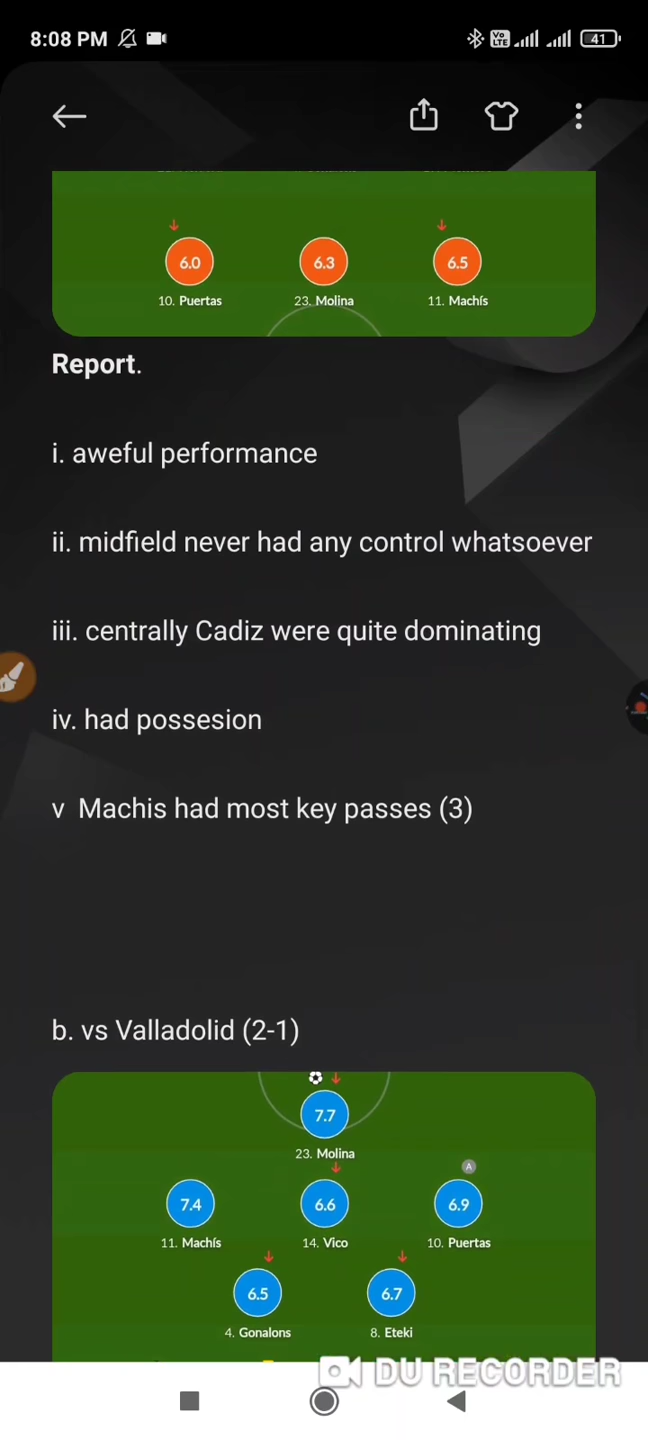 8:08 PM
Vo LTE
41
6.0
6.3
6.5
10. Puertas
23. Molina
11. Machís
Report.
i. aweful performance
ii. midfield never had any control whatsoever
iii. centrally Cadiz were quite dominating
iv. had possesion
v Machis had most key passes (3)
b. vs Valladolid (2-1)
7.7
23. Molina
A
7.4
6.6
6.9
11. Machís
14. Vico
10. Puertas
6.5
6.7
4. Gonalons
8. Eteki
DU RECORDER